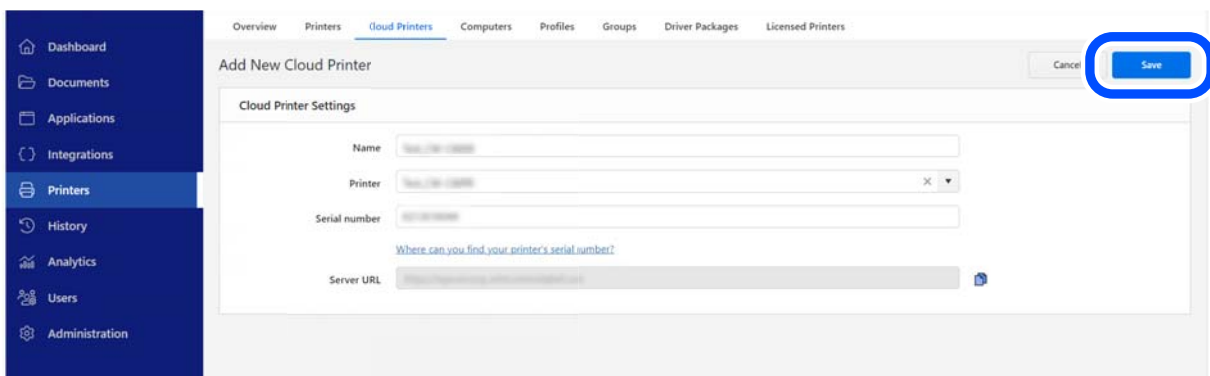 Overview Printers Cloud Printers Computers Profiles Groups Driver Packages Licensed Printers
Dashboard
Documents
Applications
Integrations
Printers
History
Analytics
Users
Administration
Add New Cloud Printer
Cancel
Save
Cloud Printer Settings
Name
Printer
Serial number
Where can you find your printer's serial number?
Server URL